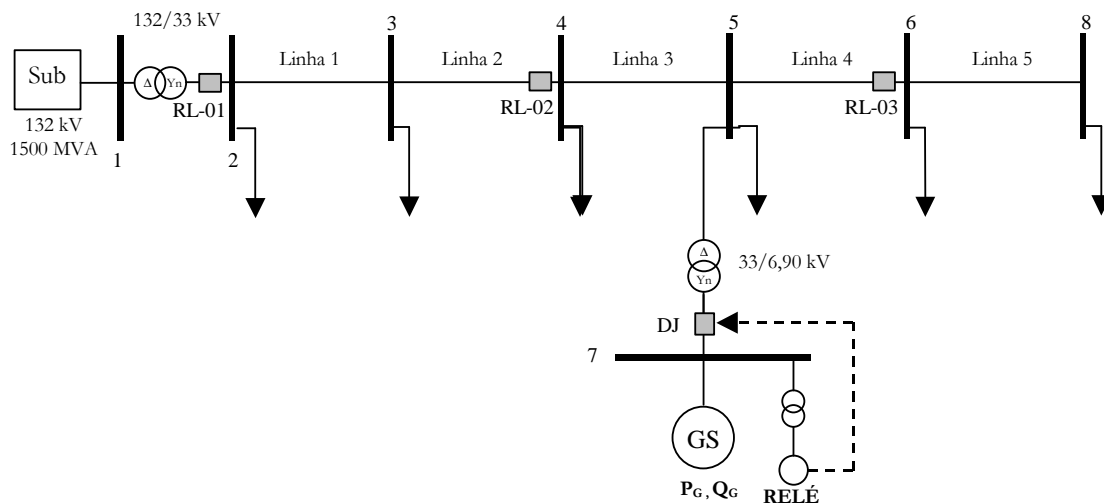 132/33 kV
3
4
5
6
8
Sub
Δ
Yn
Linha 1
Linha 2
Linha 3
Linha 4
Linha 5
RL-01
RL-02
RL-03
132 kV
1500 MVA
1
2
Δ
Yn
33/6,90 kV
DJ
7
GS
P_G , Q_G
RELÉ